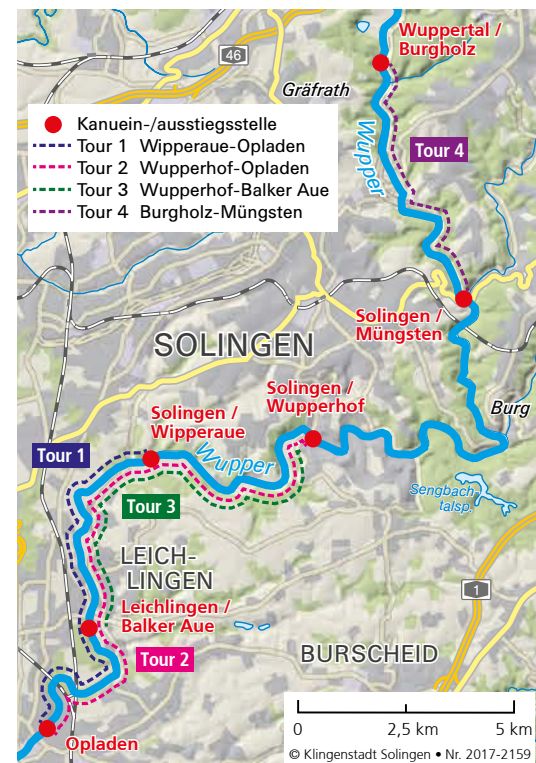 Wuppertal /
Burgholz
46
Gräfrath
Kanuein-/ausstiegsstelle
Tour 1 Wipperaue-Opladen
Tour 2 Wupperhof-Opladen
Tour 3 Wupperhof-Balker Aue
Tour 4 Burgholz-Müngsten
Wupper
Tour 4
Solingen /
Müngsten
SOLINGEN
Solingen /
Wupperhof
Burg
Solingen /
Wipperaue
Tour 1
Wupper
Sengbach-
talsp.
Tour 3
LEICH-
LINGEN
1
Leichlingen /
Balker Aue
Tour 2
BURSCHEID
Opladen
0 2,5 km 5 km
© Klingenstadt Solingen • Nr. 2017-2159